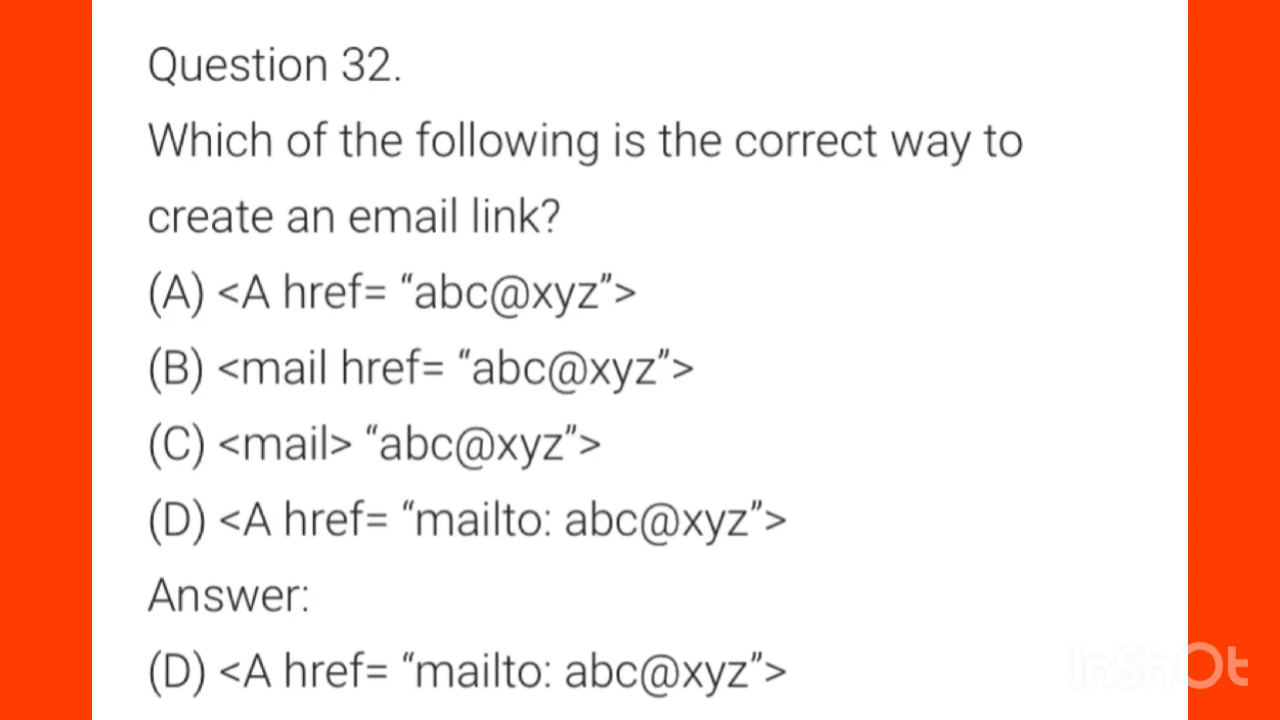 Question 32.
Which of the following is the correct way to
create an email link?
(A) <A href= “abc@xyz”>
(B) <mail href= “abc@xyz”>
(C) <mail> “abc@xyz”>
(D) <A href= “mailto: abc@xyz”>
Answer:
(D) <A href= “mailto: abc@xyz”>
InShOt